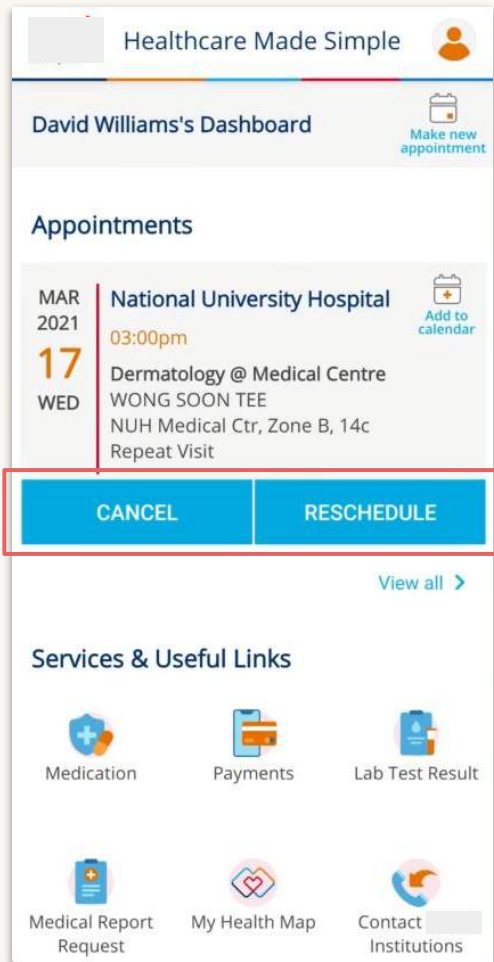 Healthcare Made Simple
David Williams's Dashboard
Make new
appointment
Appointments
MAR
2021
17
WED
National University Hospital
03:00pm
Dermatology @ Medical Centre
WONG SOON TEE
NUH Medical Ctr, Zone B, 14c
Repeat Visit
Add to
calendar
CANCEL
RESCHEDULE
View all >
Services & Useful Links
Medication
Payments
Lab Test Result
Medical Report
Request
My Health Map
Contact
Institutions